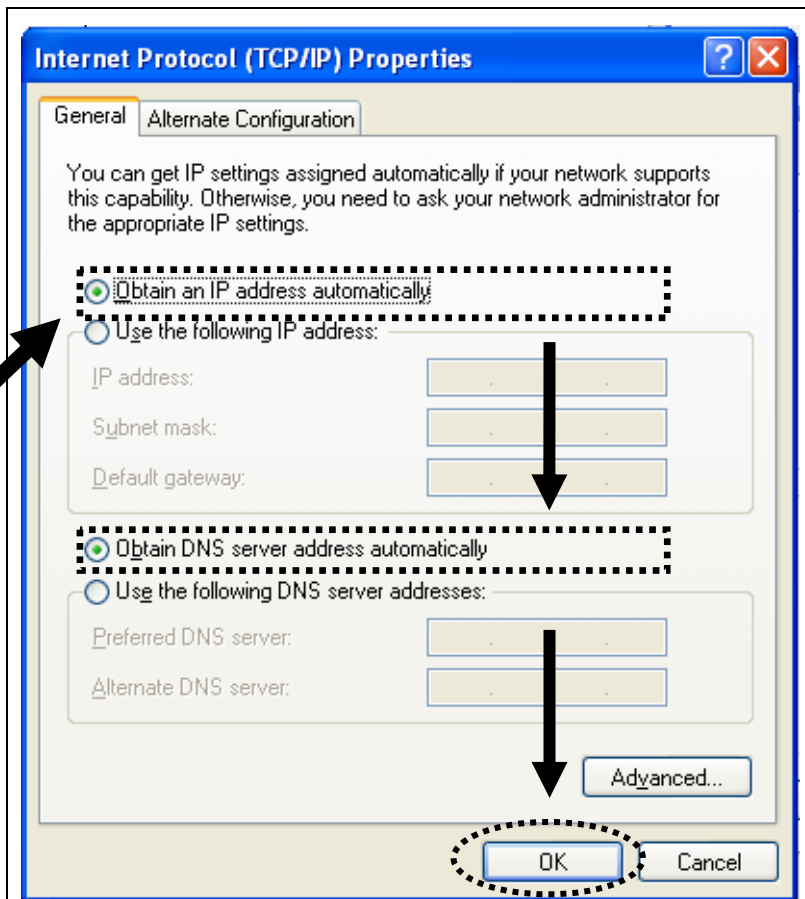 Internet Protocol (TCP/IP) Properties
General
Alternate Configuration
You can get IP settings assigned automatically if your network supports
this capability. Otherwise, you need to ask your network administrator for
the appropriate IP settings.
Obtain an IP address automatically
Use the following IP address:
IP address:
Subnet mask:
Default gateway:
Obtain DNS server address automatically
Use the following DNS server addresses:
Preferred DNS server:
Alternate DNS server:
Advanced...
OK
Cancel